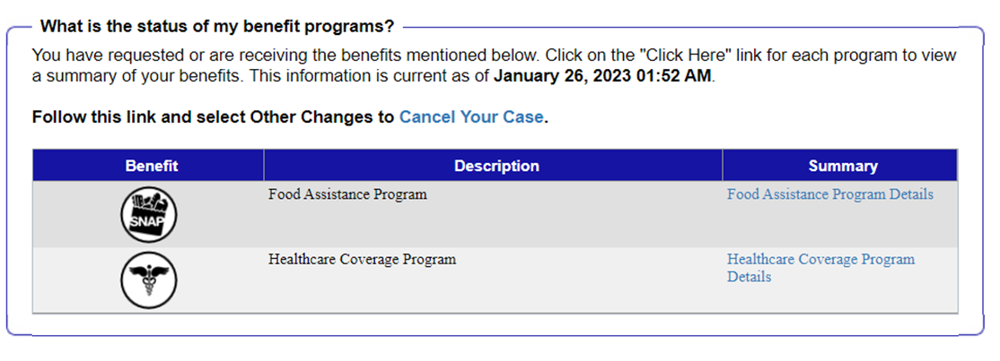 What is the status of my benefit programs?
You have requested or are receiving the benefits mentioned below. Click on the "Click Here" link for each program to view
a summary of your benefits. This information is current as of January 26, 2023 01:52 AM.
Follow this link and select Other Changes to Cancel Your Case.
Benefit Description Summary
SNAP Food Assistance Program Food Assistance Program Details
Healthcare Coverage Program Healthcare Coverage Program
Details